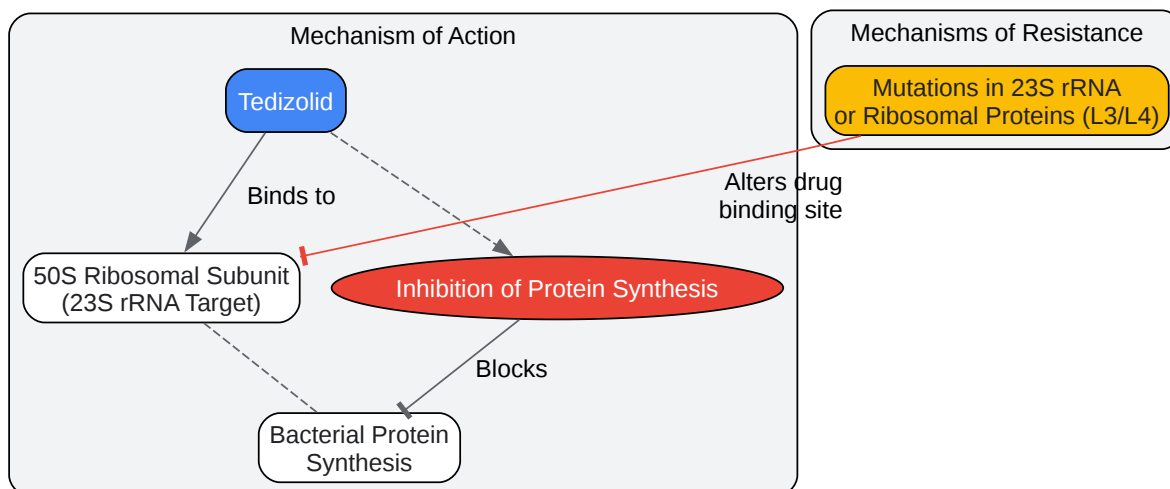 Mechanism of Action
Mechanisms of Resistance
Tedizolid
Mutations in 23S rRNA
or Ribosomal Proteins (L3/L4)
Binds to
Alters drug
binding site
50S Ribosomal Subunit
(23S rRNA Target)
Inhibition of Protein Synthesis
Blocks
Bacterial Protein
Synthesis